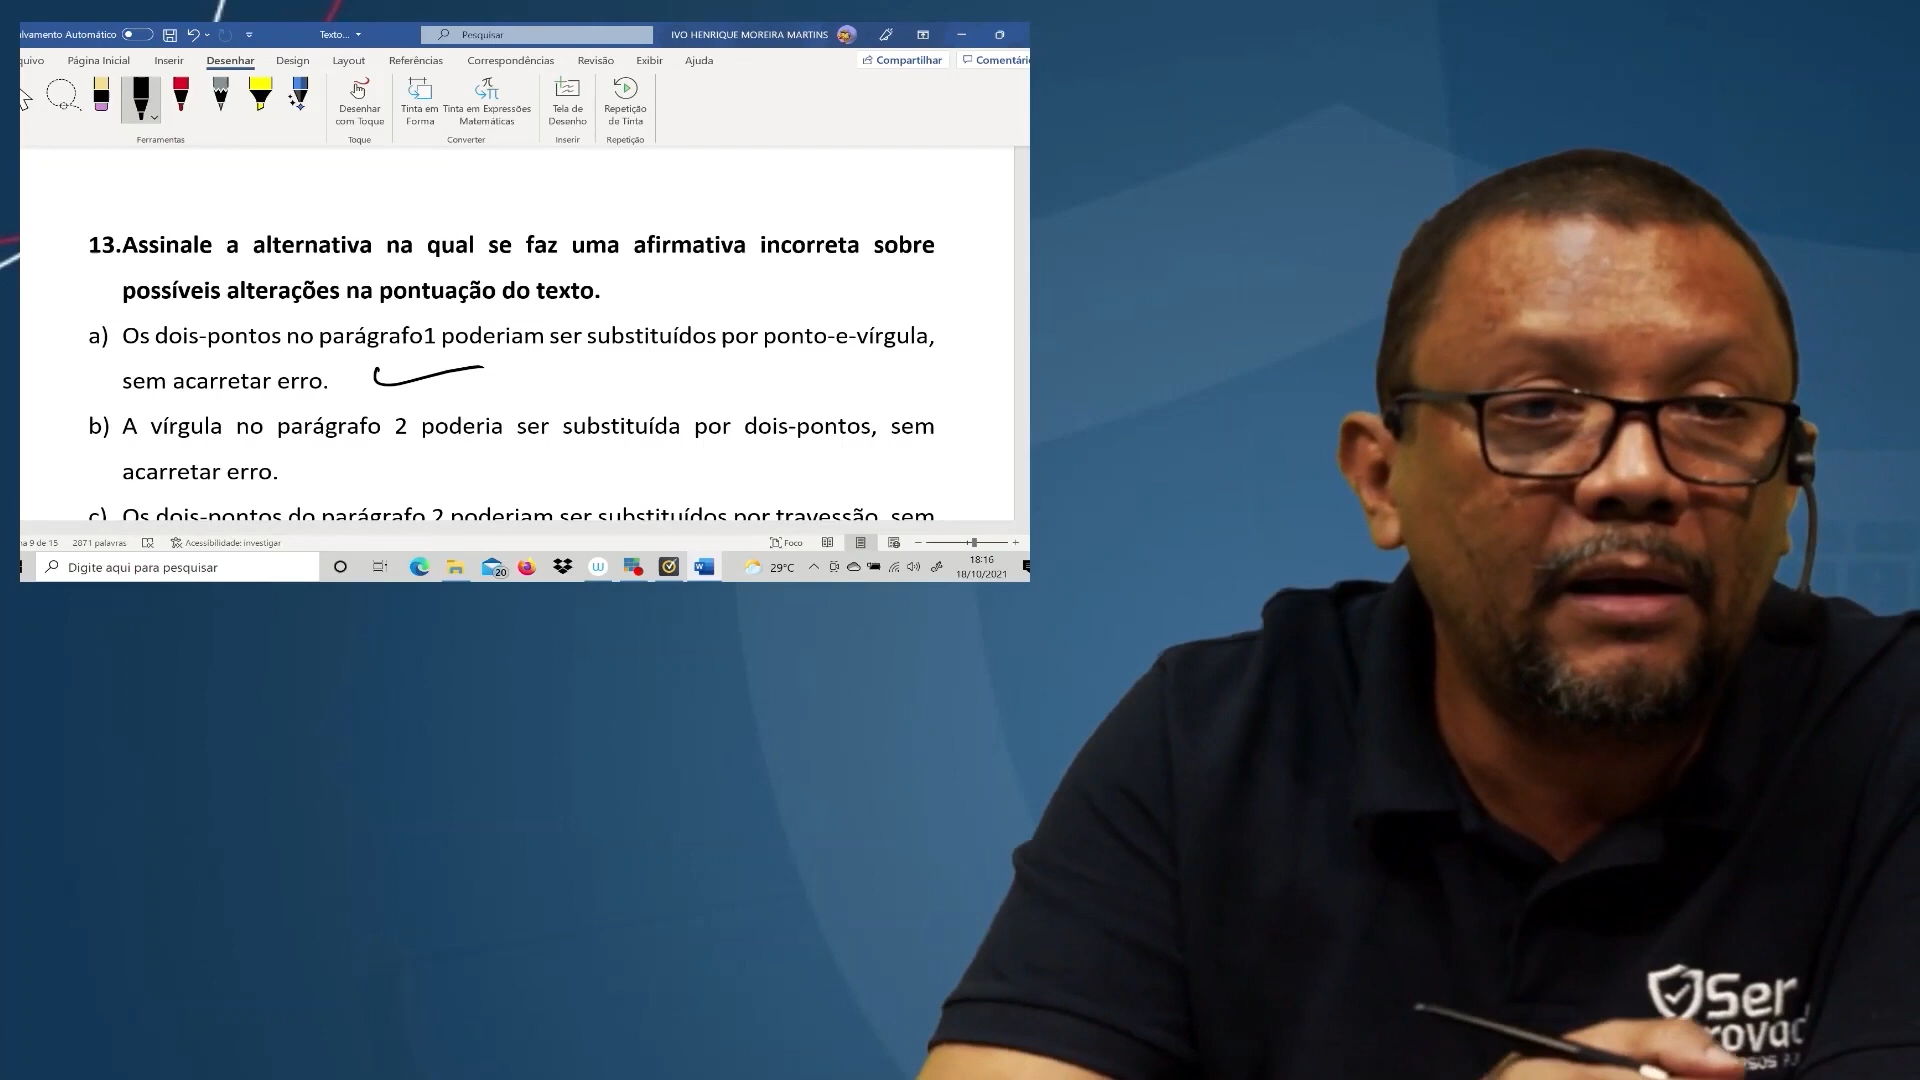 Salvamento Automático
Texto...
Pesquisar
IVO HENRIQUE MOREIRA MARTINS
Página Inicial
Inserir
Desenhar
Design
Layout
Referências
Correspondências
Revisão
Exibir
Ajuda
Compartilhar
Desenhar
com Toque
Tinta em
Forma
Tinta em Expressões
Matemáticas
Tela de
Desenho
Repetição
de Tinta
Ferramentas
Toque
Converter
Inserir
Repetição
13.Assinale a alternativa na qual se faz uma afirmativa incorreta sobre
possíveis alterações na pontuação do texto.
a) Os dois-pontos no parágrafo1 poderiam ser substituídos por ponto-e-vírgula,
sem acarretar erro.
b) A vírgula no parágrafo 2 poderia ser substituída por dois-pontos, sem
acarretar erro.
c) Os dois-pontos do parágrafo 2 poderiam ser substituídos por travessão, sem
9 de 15
2871 palavras
Acessibilidade: investigar
Foco
Digite aqui para pesquisar
20
29°C
18:16
18/10/2021
Ser